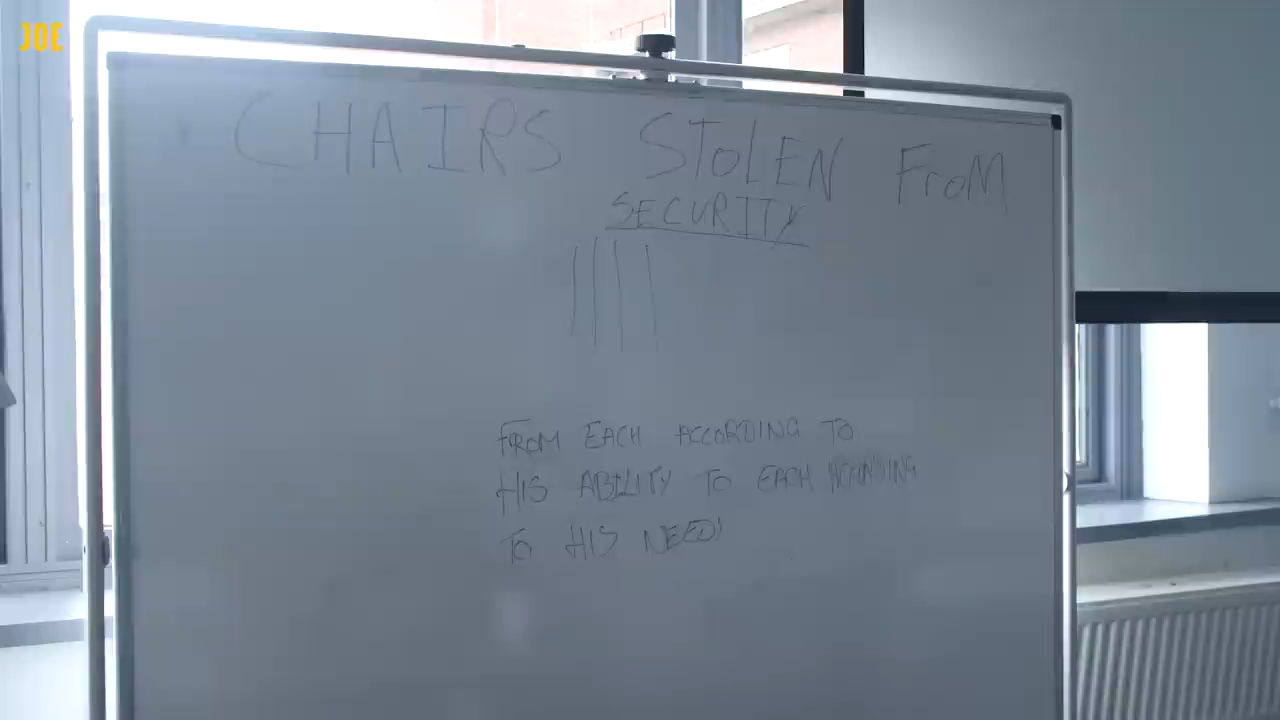 JOE
CHAIRS STOLEN FROM
SECURITY
||||
FROM EACH ACCORDING TO
HIS ABILITY TO EACH ACCORDING
TO HIS NEED!